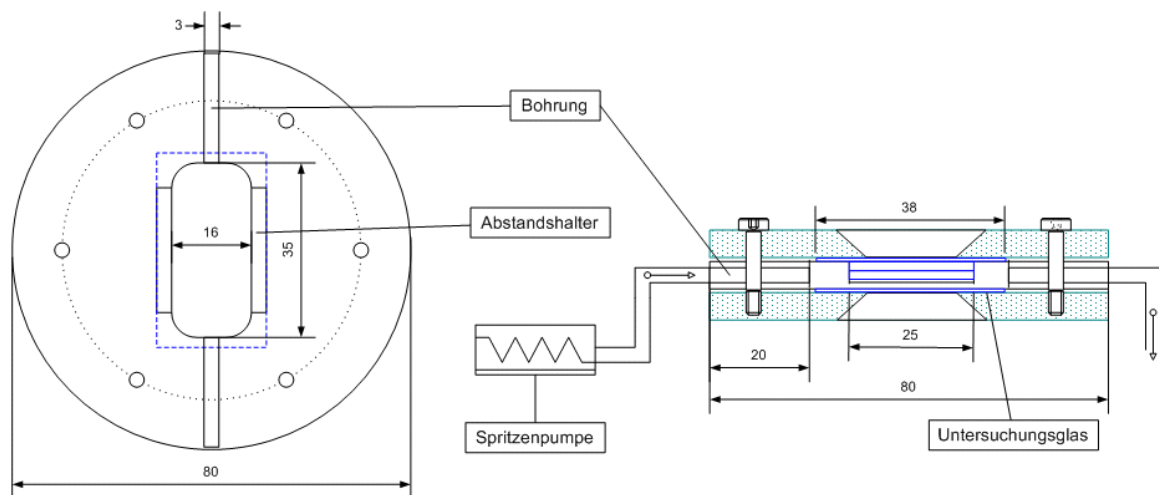 3
Bohrung
Abstandshalter
16
35
38
20
25
80
Spritzenpumpe
Untersuchungsglas
80